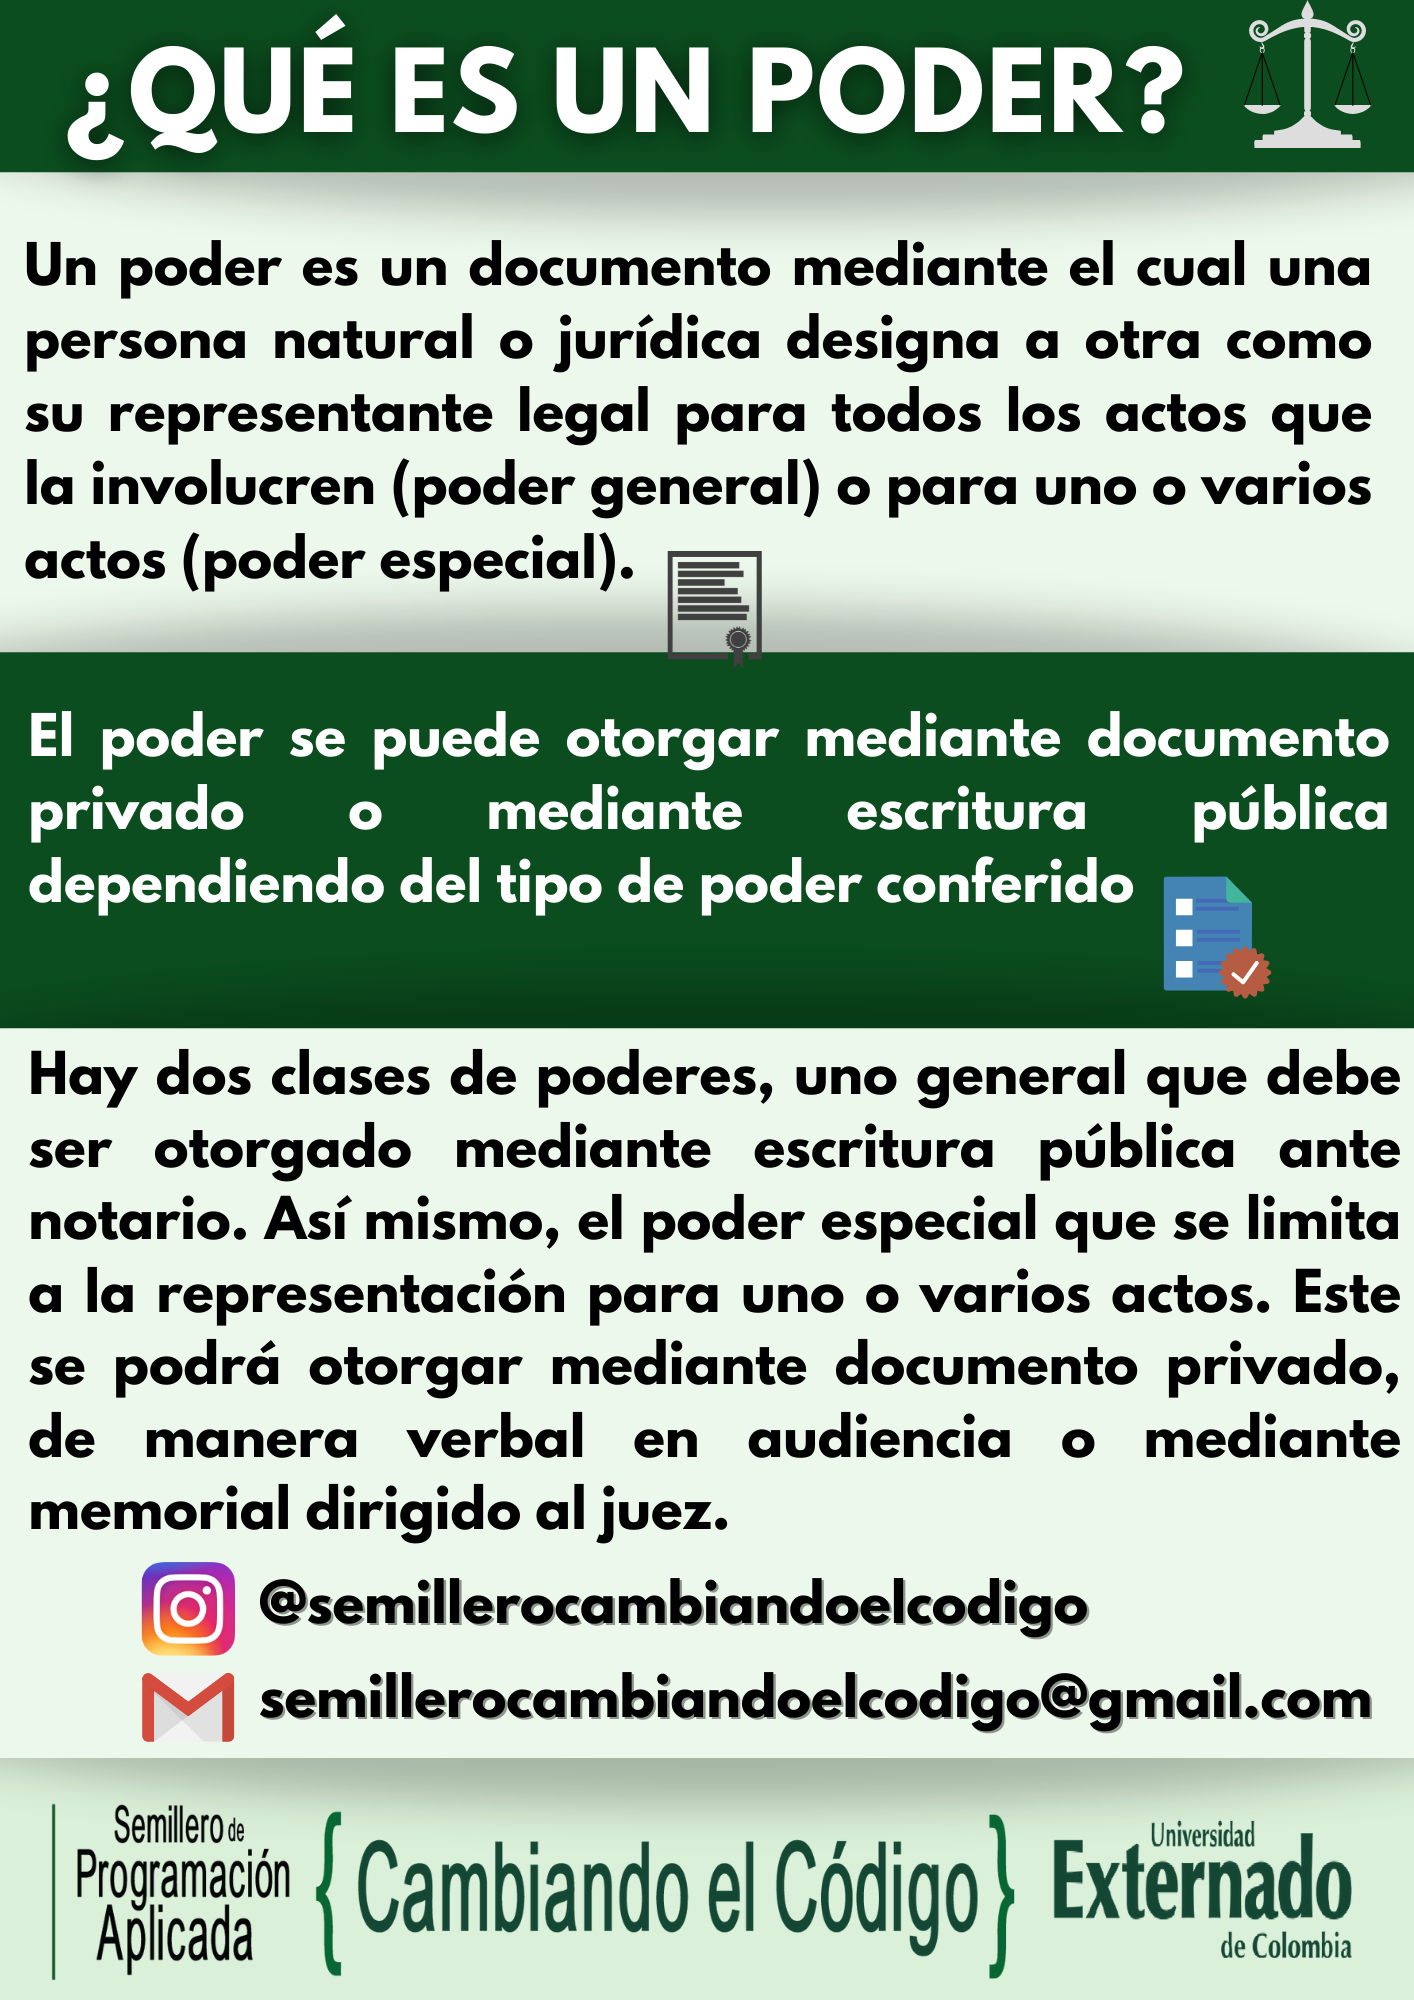 ¿QUÉ ES UN PODER?
Un poder es un documento mediante el cual una
persona natural o jurídica designa a otra como
su representante legal para todos los actos que
la involucren (poder general) o para uno o varios
actos (poder especial).
El poder se puede otorgar mediante documento
privado o mediante escritura pública
dependiendo del tipo de poder conferido
Hay dos clases de poderes, uno general que debe
ser otorgado mediante escritura pública ante
notario. Así mismo, el poder especial que se limita
a la representación para uno o varios actos. Este
se podrá otorgar mediante documento privado,
de manera verbal en audiencia o mediante
memorial dirigido al juez.
@semillerocambiandoelcodigo
semillerocambiandoelcodigo@gmail.com
Semillero de
Programación
Aplicada
{Cambiando el Código}
Universidad
Externado
de Colombia